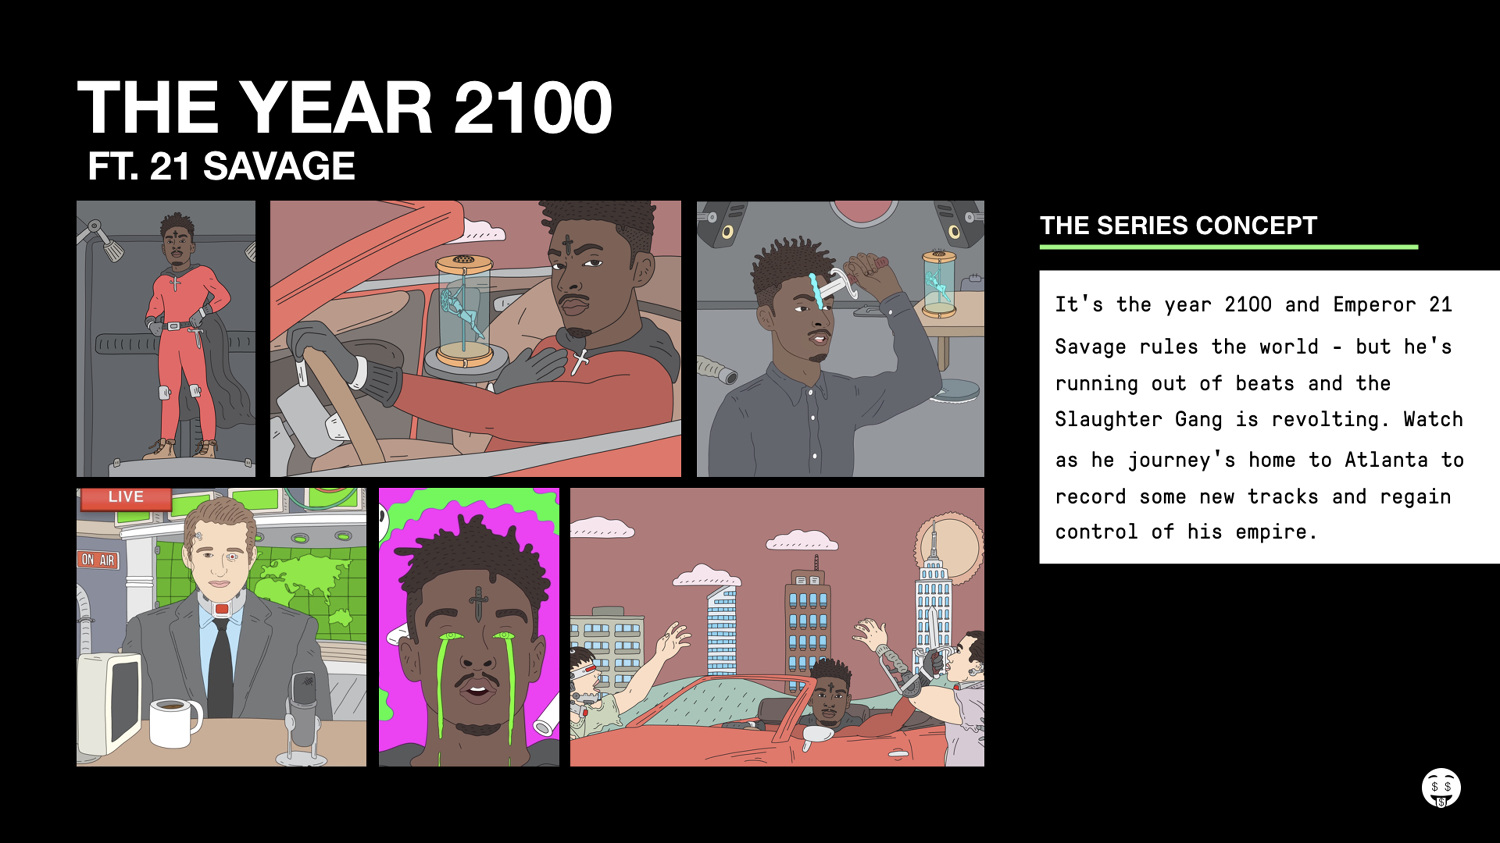 THE YEAR 2100
FT. 21 SAVAGE
THE SERIES CONCEPT
It's the year 2100 and Emperor 21
Savage rules the world - but he's
running out of beats and the
Slaughter Gang is revolting. Watch
as he journey's home to Atlanta to
record some new tracks and regain
control of his empire.
LIVE
ON AIR
$ $
$